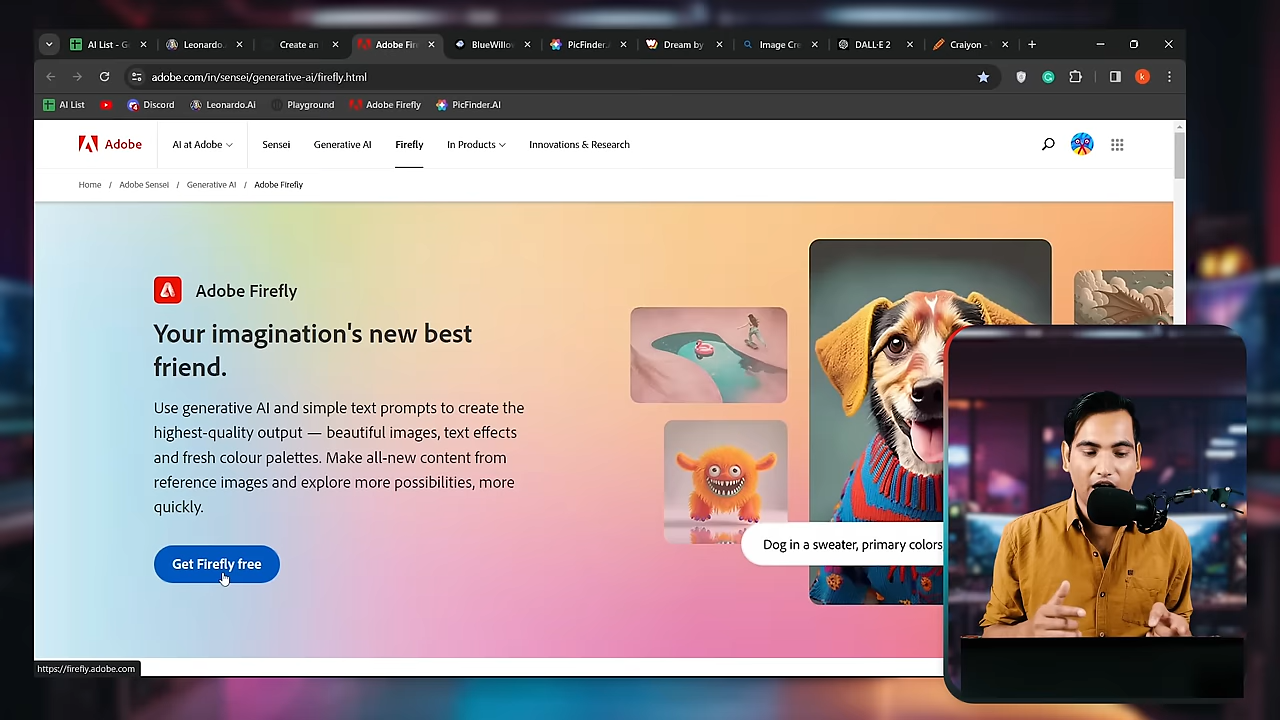 AI List - G
Leonardo.
Create an
Adobe Fir
BlueWillo
PicFinder.
Dream by
Image Cre
DALL·E 2
Craiyon -
adobe.com/in/sensei/generative-ai/firefly.html
k
AI List
Discord
Leonardo.Ai
Playground
Adobe Firefly
PicFinder.AI
Adobe
AI at Adobe
Sensei
Generative AI
Firefly
In Products
Innovations & Research
Home / Adobe Sensei / Generative AI / Adobe Firefly
Adobe Firefly
Your imagination's new best
friend.
Use generative AI and simple text prompts to create the
highest-quality output — beautiful images, text effects
and fresh colour palettes. Make all-new content from
reference images and explore more possibilities, more
quickly.
Get Firefly free
Dog in a sweater, primary colors
https://firefly.adobe.com